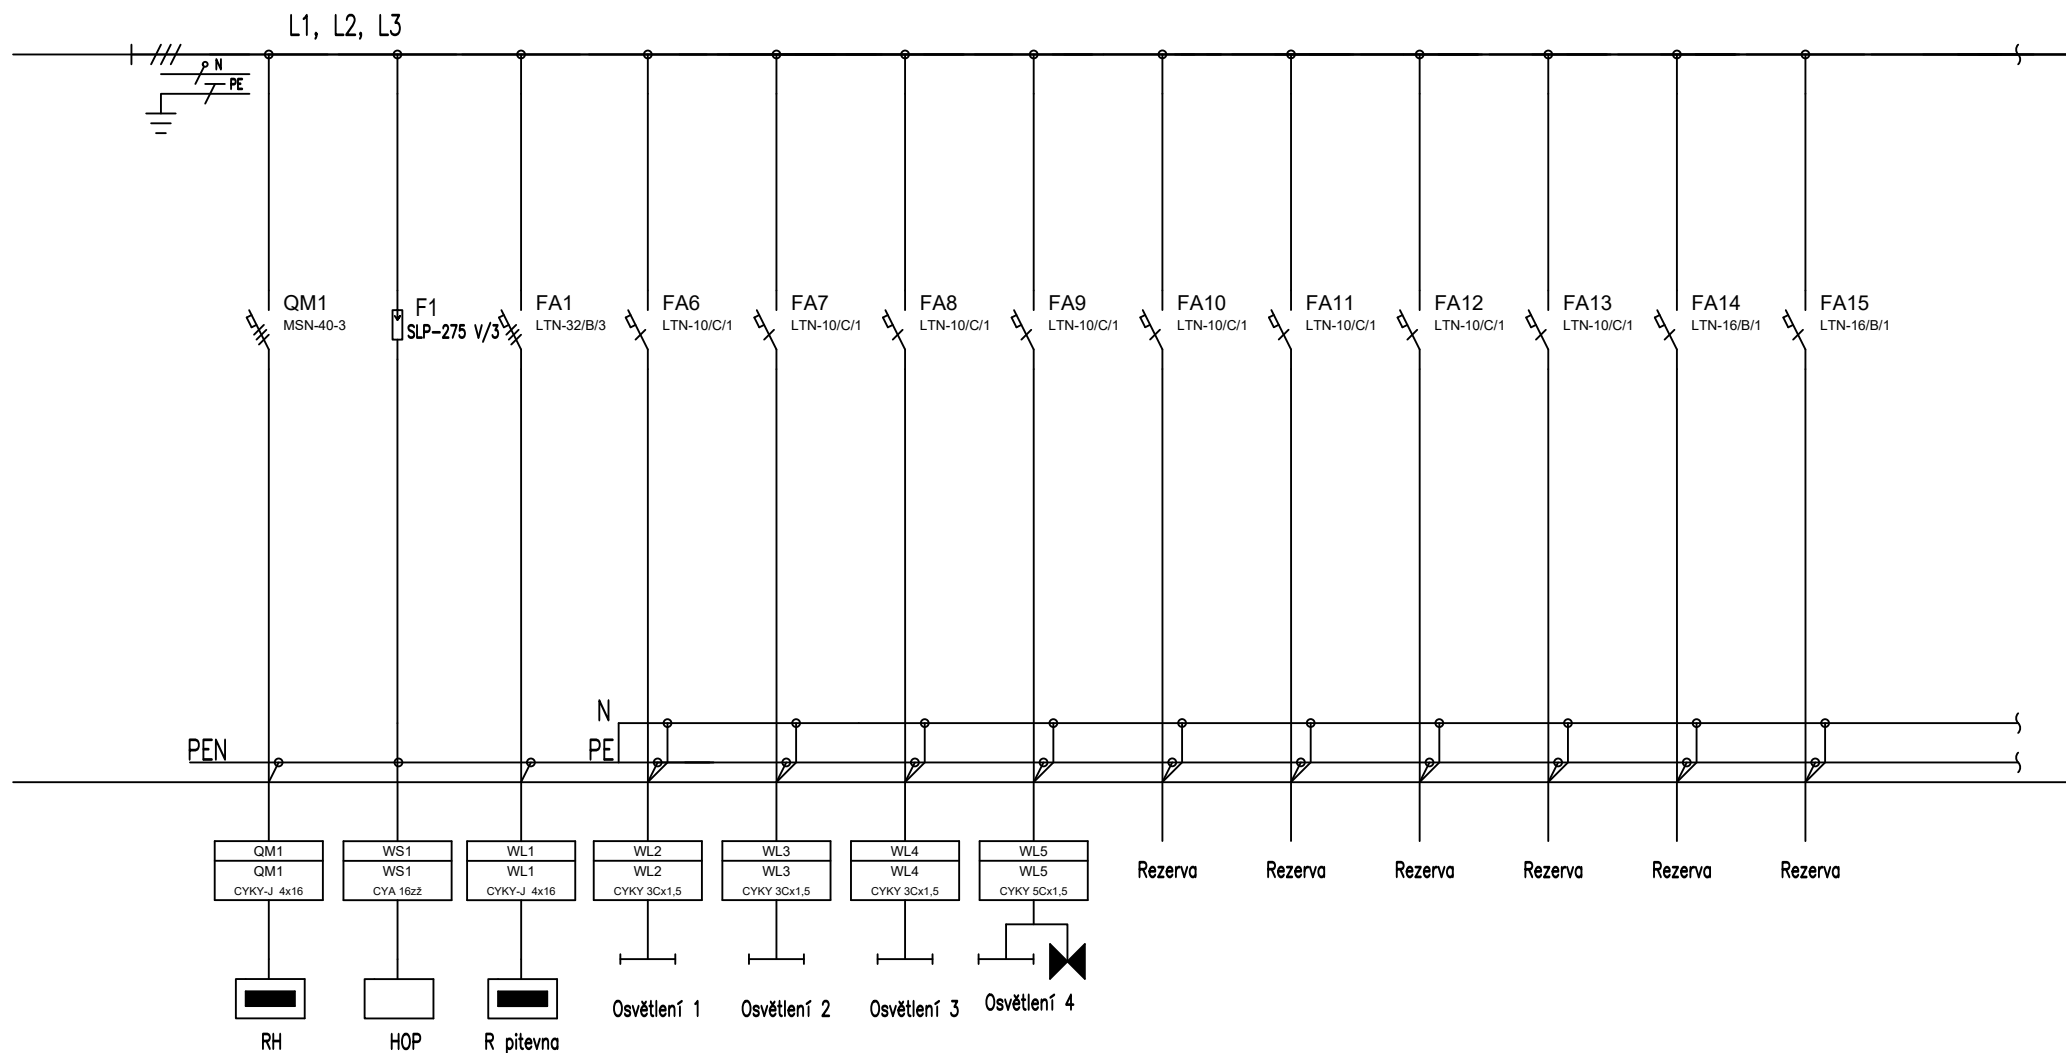 L1, L2, L3
N
PE
QM1
MSN-40-3
F1
SLP-275 V/3
FA1
LTN-32/B/3
FA6
LTN-10/C/1
FA7
LTN-10/C/1
FA8
LTN-10/C/1
FA9
LTN-10/C/1
FA10
LTN-10/C/1
FA11
LTN-10/C/1
FA12
LTN-10/C/1
FA13
LTN-10/C/1
FA14
LTN-16/B/1
FA15
LTN-16/B/1
N
PEN
PE
QM1
QM1
CYKY-J 4x16
WS1
WS1
CYA 16zž
WL1
WL1
CYKY-J 4x16
WL2
WL2
CYKY 3Cx1,5
WL3
WL3
CYKY 3Cx1,5
WL4
WL4
CYKY 3Cx1,5
WL5
WL5
CYKY 5Cx1,5
Rezerva
Rezerva
Rezerva
Rezerva
Rezerva
Rezerva
RH
HOP
R pitevna
Osvětlení 1
Osvětlení 2
Osvětlení 3
Osvětlení 4